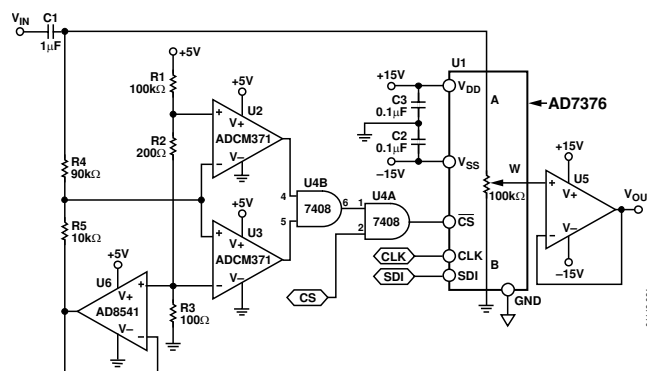 VIN
C1
1µF
+5V
R1
100kΩ
R2
200Ω
+5V
U2
+
V+
ADCM371
−
V−
R4
90kΩ
R5
10kΩ
+5V
U3
+
V+
ADCM371
−
V−
+5V
U6
V+
+
AD8541
V−
−
R3
100Ω
U4B
4
5
7408
6
U4A
1
2
7408
CS
+15V
C3
0.1µF
C2
0.1µF
−15V
U1
VDD
A
AD7376
VSS
W
100kΩ
CS
CLK
CLK
SDI
SDI
B
GND
+15V
U5
+
V+
V−
−
−15V
VOUT